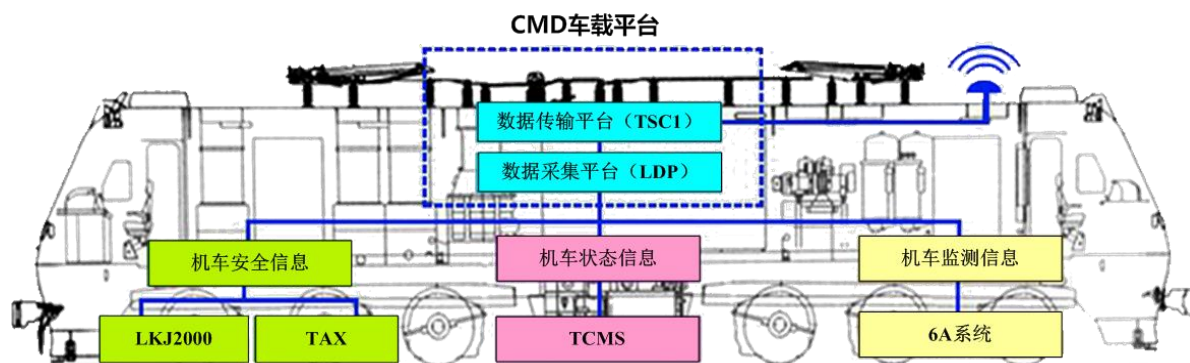 CMD车载平台
数据传输平台（TSC1）
数据采集平台（LDP）
机车安全信息
机车状态信息
机车监测信息
LKJ2000
TAX
TCMS
6A系统